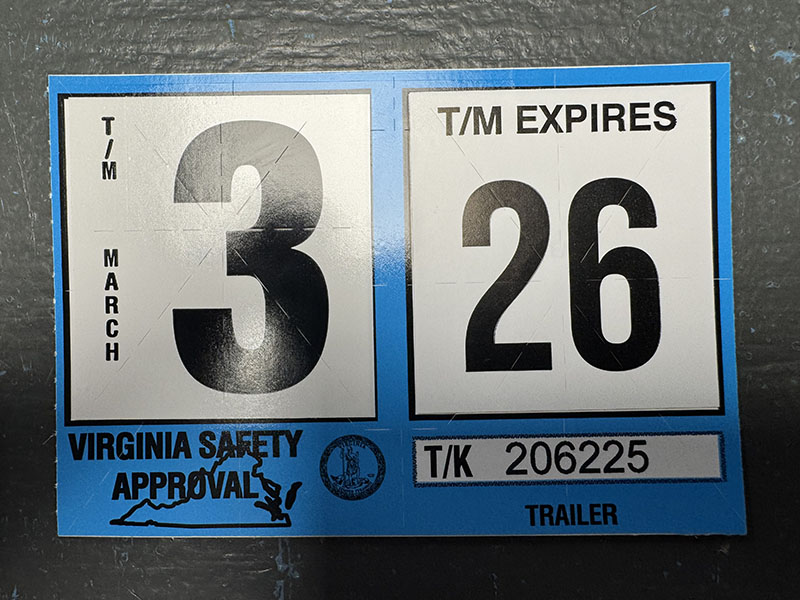 T/M
MARCH
3
T/M EXPIRES
26
VIRGINIA SAFETY
APPROVAL
T/K 206225
TRAILER